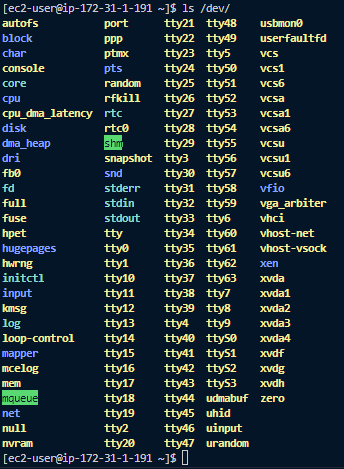 [ec2-user@ip-172-31-1-191 ~]$ ls /dev/
autofs port tty21 tty48 usbmon0
block ppp tty22 tty49 userfaultfd
char ptmx tty23 tty5 vcs
console pts tty24 tty50 vcs1
core random tty25 tty51 vcs6
cpu rfkill tty26 tty52 vcsa
cpu_dma_latency rtc tty27 tty53 vcsa1
disk rtc0 tty28 tty54 vcsa6
dma_heap shm tty29 tty55 vcsu
dri snapshot tty3 tty56 vcsu1
fb0 snd tty30 tty57 vcsu6
fd stderr tty31 tty58 vfio
full stdin tty32 tty59 vga_arbiter
fuse stdout tty33 tty6 vhci
hpet tty tty34 tty60 vhost-net
hugepages tty0 tty35 tty61 vhost-vsock
hwrng tty1 tty36 tty62 xen
initctl tty10 tty37 tty63 xvda
input tty11 tty38 tty7 xvda1
kmsg tty12 tty39 tty8 xvda2
log tty13 tty4 tty9 xvda3
loop-control tty14 tty40 ttyS0 xvda4
mapper tty15 tty41 ttyS1 xvdf
mcelog tty16 tty42 ttyS2 xvdg
mem tty17 tty43 ttyS3 xvdh
mqueue tty18 tty44 udmabuf zero
net tty19 tty45 uhid
null tty2 tty46 uinput
nvram tty20 tty47 urandom
[ec2-user@ip-172-31-1-191 ~]$